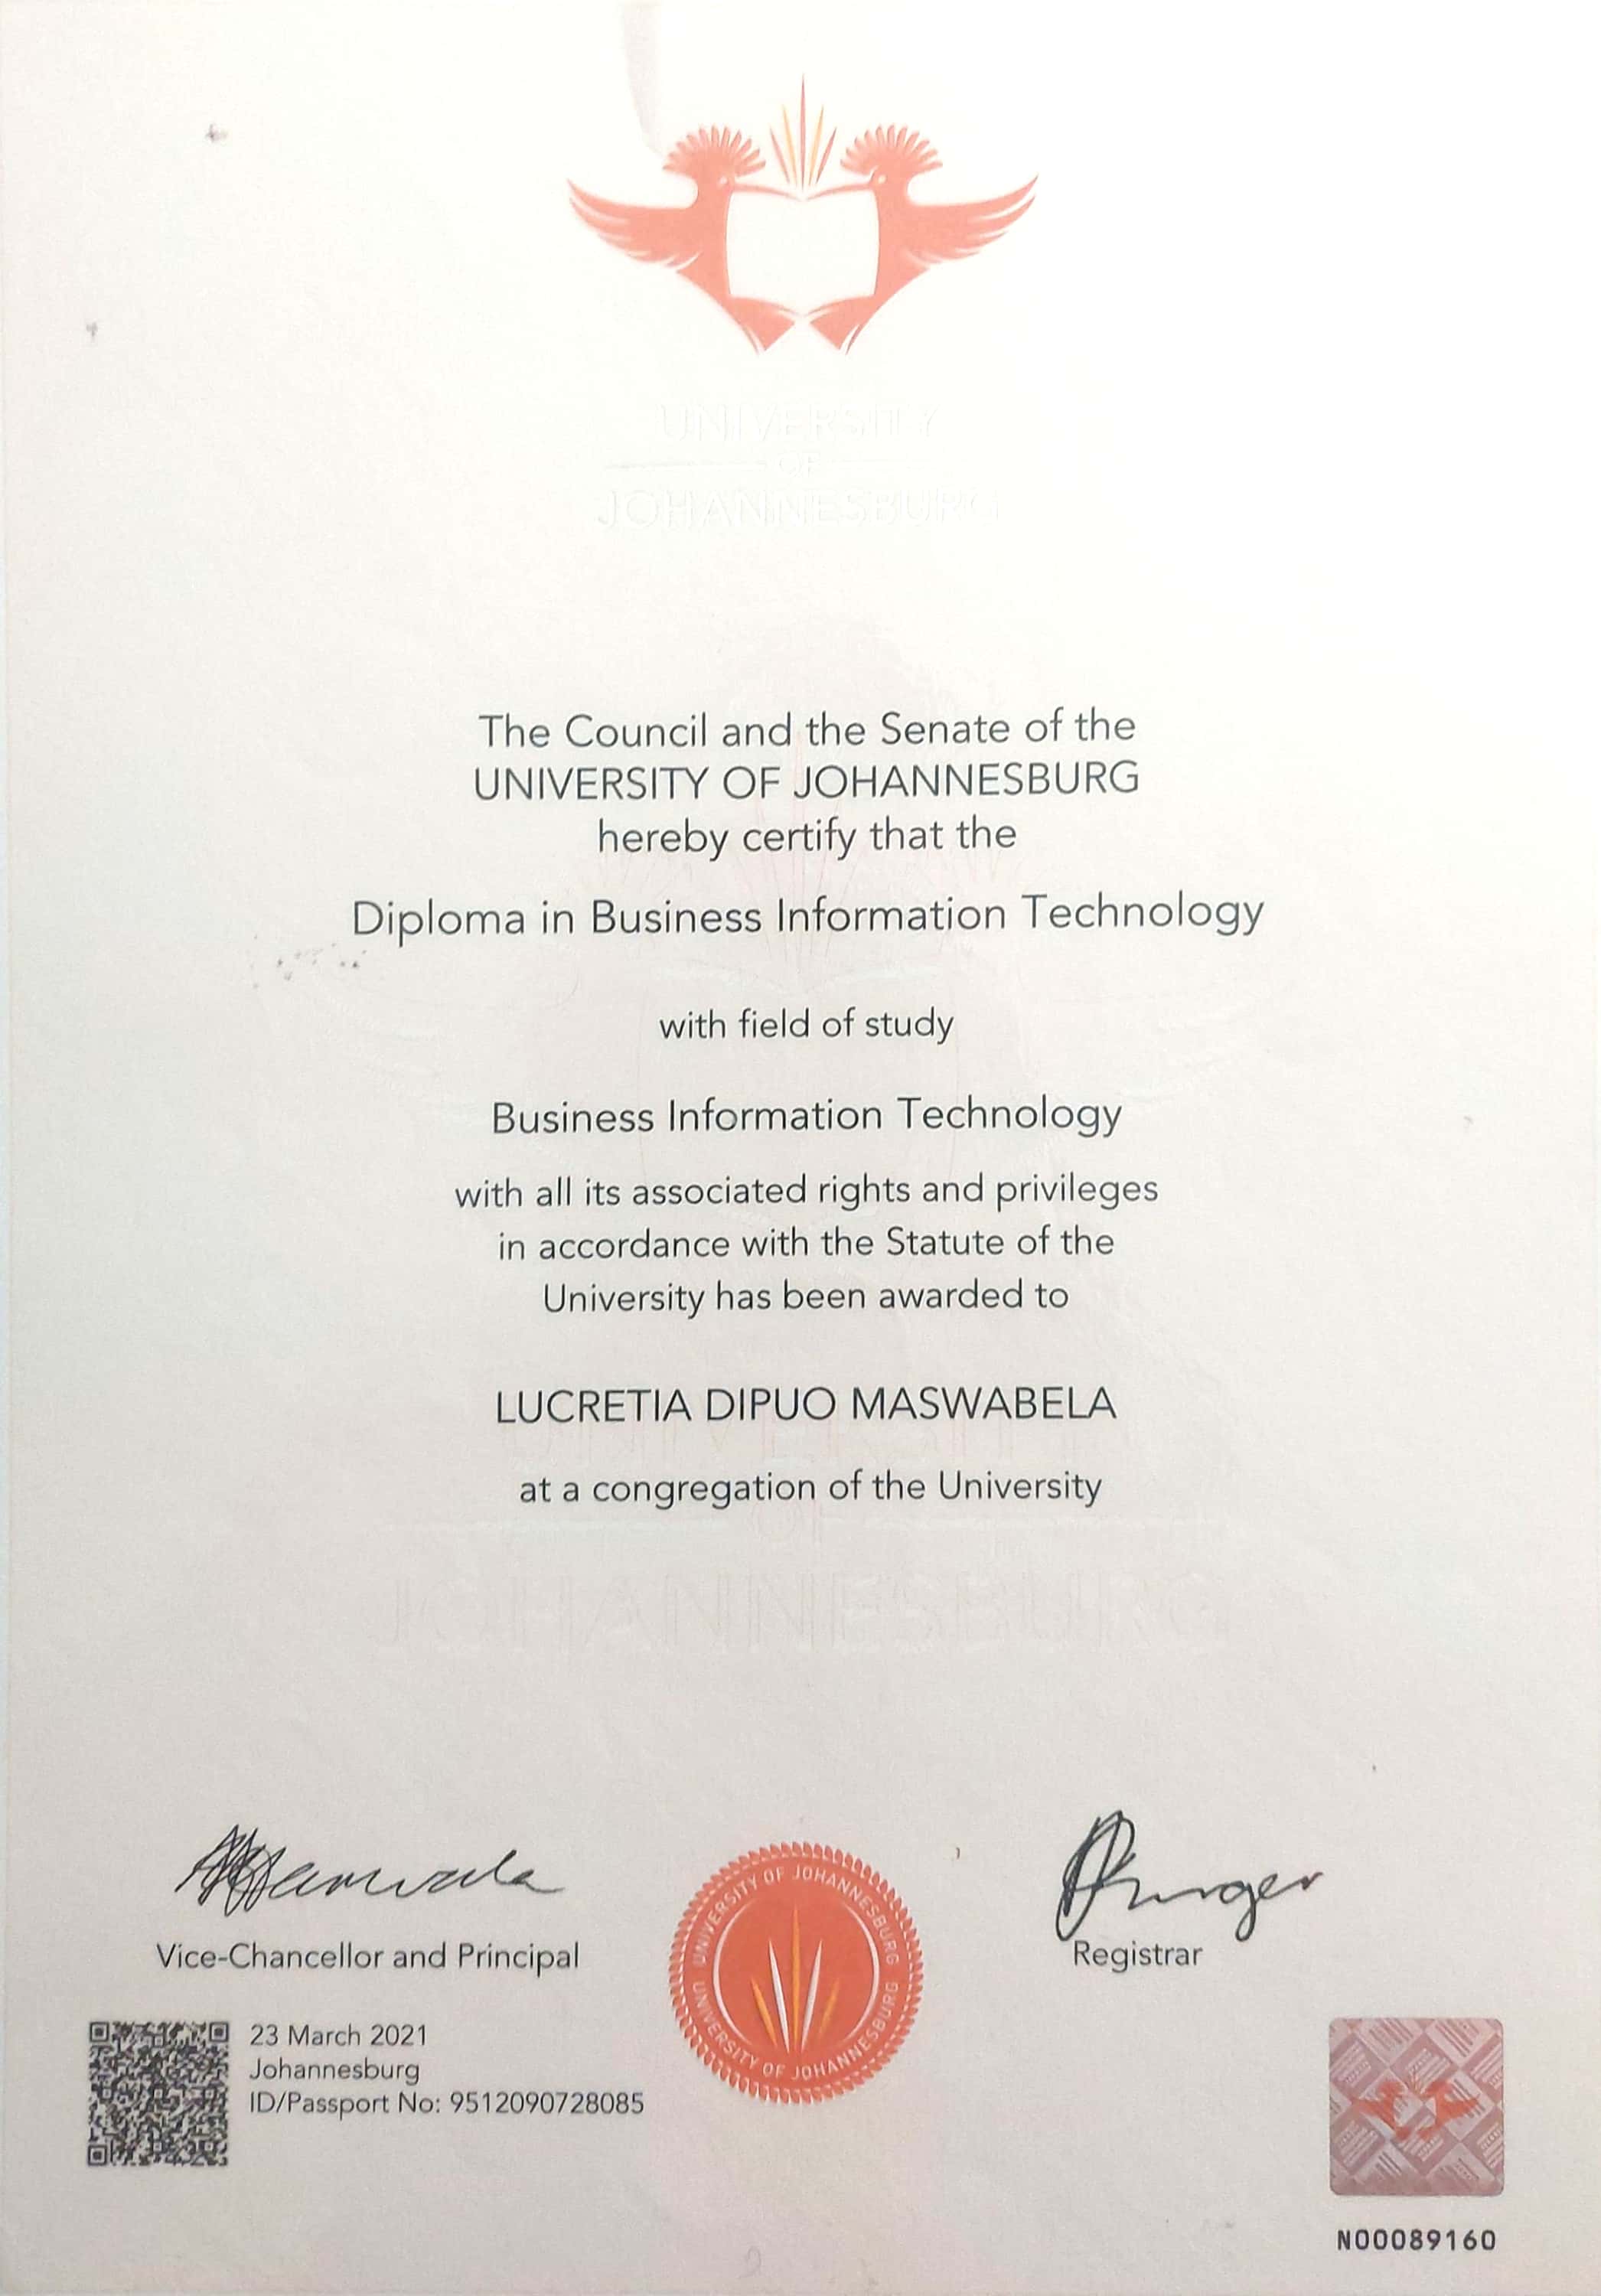 UNIVERSITY
OF
JOHANNESBURG
The Council and the Senate of the
UNIVERSITY OF JOHANNESBURG
hereby certify that the
Diploma in Business Information Technology
with field of study
Business Information Technology
with all its associated rights and privileges
in accordance with the Statute of the
University has been awarded to
LUCRETIA DIPUO MASWABELA
UNIVERSITY
at a congregation of the University
OF
JOHANNESBURG
Vice-Chancellor and Principal
Registrar
UNIVERSITY OF JOHANNESBURG
UNIVERSITY OF JOHANNESBURG
23 March 2021
Johannesburg
ID/Passport No: 9512090728085
N00089160